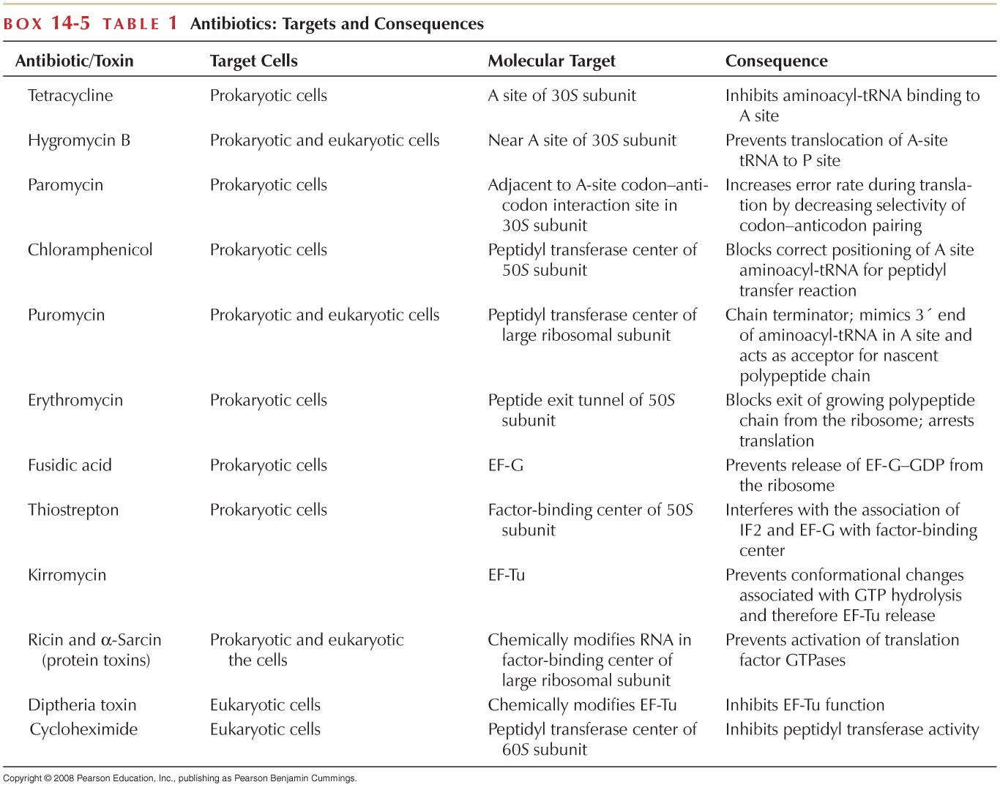 BOX 14-5 TABLE 1 Antibiotics: Targets and Consequences
Antibiotic/Toxin Target Cells Molecular Target Consequence
Tetracycline Prokaryotic cells A site of 30S subunit Inhibits aminoacyl-tRNA binding to
A site
Hygromycin B Prokaryotic and eukaryotic cells Near A site of 30S subunit Prevents translocation of A-site
tRNA to P site
Paromycin Prokaryotic cells Adjacent to A-site codon–anti- Increases error rate during transla-
codon interaction site in tion by decreasing selectivity of
30S subunit codon–anticodon pairing
Chloramphenicol Prokaryotic cells Peptidyl transferase center of Blocks correct positioning of A site
50S subunit aminoacyl-tRNA for peptidyl
transfer reaction
Puromycin Prokaryotic and eukaryotic cells Peptidyl transferase center of Chain terminator; mimics 3´ end
large ribosomal subunit of aminoacyl-tRNA in A site and
acts as acceptor for nascent
polypeptide chain
Erythromycin Prokaryotic cells Peptide exit tunnel of 50S Blocks exit of growing polypeptide
subunit chain from the ribosome; arrests
translation
Fusidic acid Prokaryotic cells EF-G Prevents release of EF-G–GDP from
the ribosome
Thiostrepton Prokaryotic cells Factor-binding center of 50S Interferes with the association of
subunit IF2 and EF-G with factor-binding
center
Kirromycin EF-Tu Prevents conformational changes
associated with GTP hydrolysis
and therefore EF-Tu release
Ricin and α-Sarcin Prokaryotic and eukaryotic Chemically modifies RNA in Prevents activation of translation
(protein toxins) the cells factor-binding center of factor GTPases
large ribosomal subunit
Diptheria toxin Eukaryotic cells Chemically modifies EF-Tu Inhibits EF-Tu function
Cycloheximide Eukaryotic cells Peptidyl transferase center of Inhibits peptidyl transferase activity
60S subunit
Copyright © 2008 Pearson Education, Inc., publishing as Pearson Benjamin Cummings.